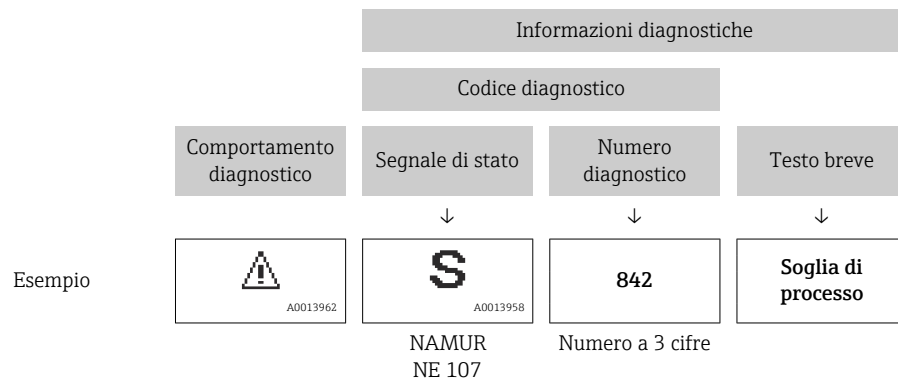 Informazioni diagnostiche
Codice diagnostico
Comportamento
diagnostico
Segnale di stato
Numero
diagnostico
Testo breve
↓ ↓ ↓
Esempio
A0013962
S
A0013958
842
Soglia di
processo
NAMUR
NE 107
Numero a 3 cifre